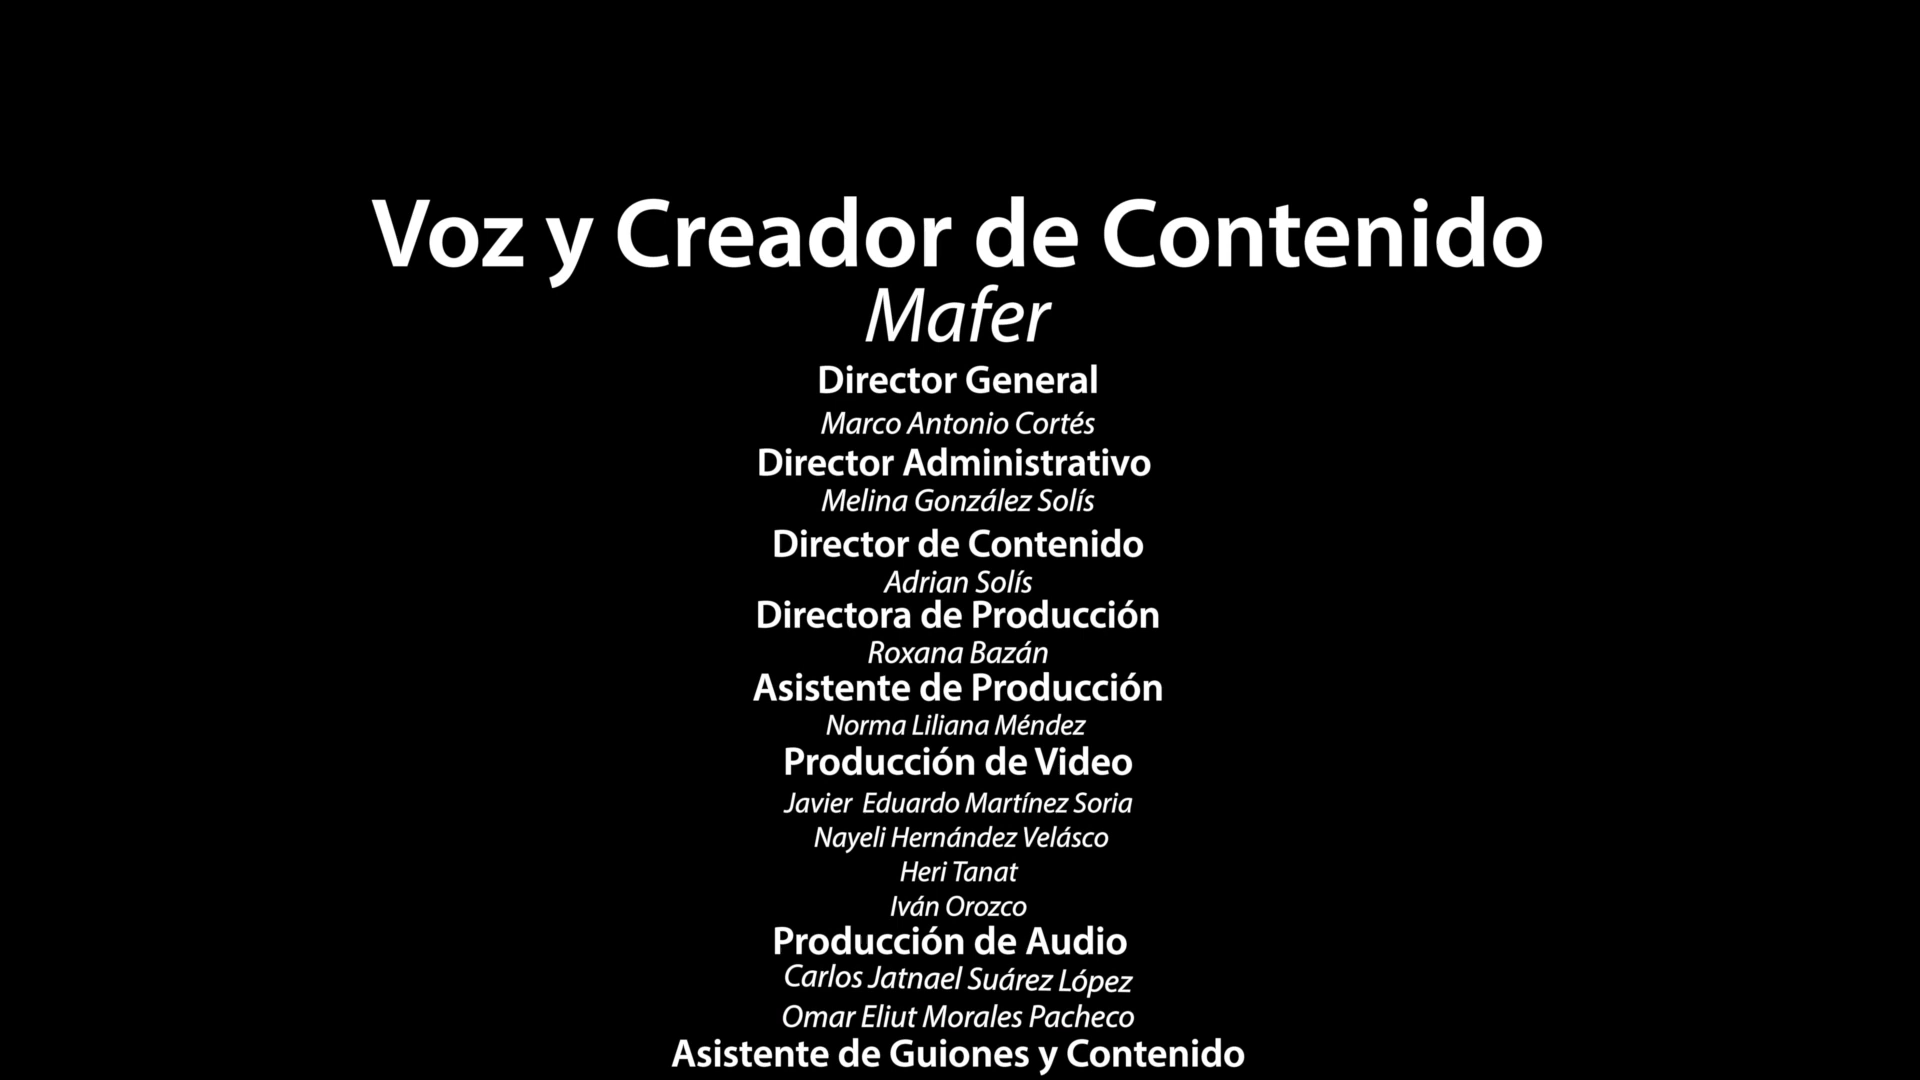 Voz y Creador de Contenido
Mafer
Director General
Marco Antonio Cortés
Director Administrativo
Melina González Solís
Director de Contenido
Adrian Solís
Directora de Producción
Roxana Bazán
Asistente de Producción
Norma Liliana Méndez
Producción de Video
Javier Eduardo Martínez Soria
Nayeli Hernández Velásco
Heri Tanat
Iván Orozco
Producción de Audio
Carlos Jatnael Suárez López
Omar Eliut Morales Pacheco
Asistente de Guiones y Contenido